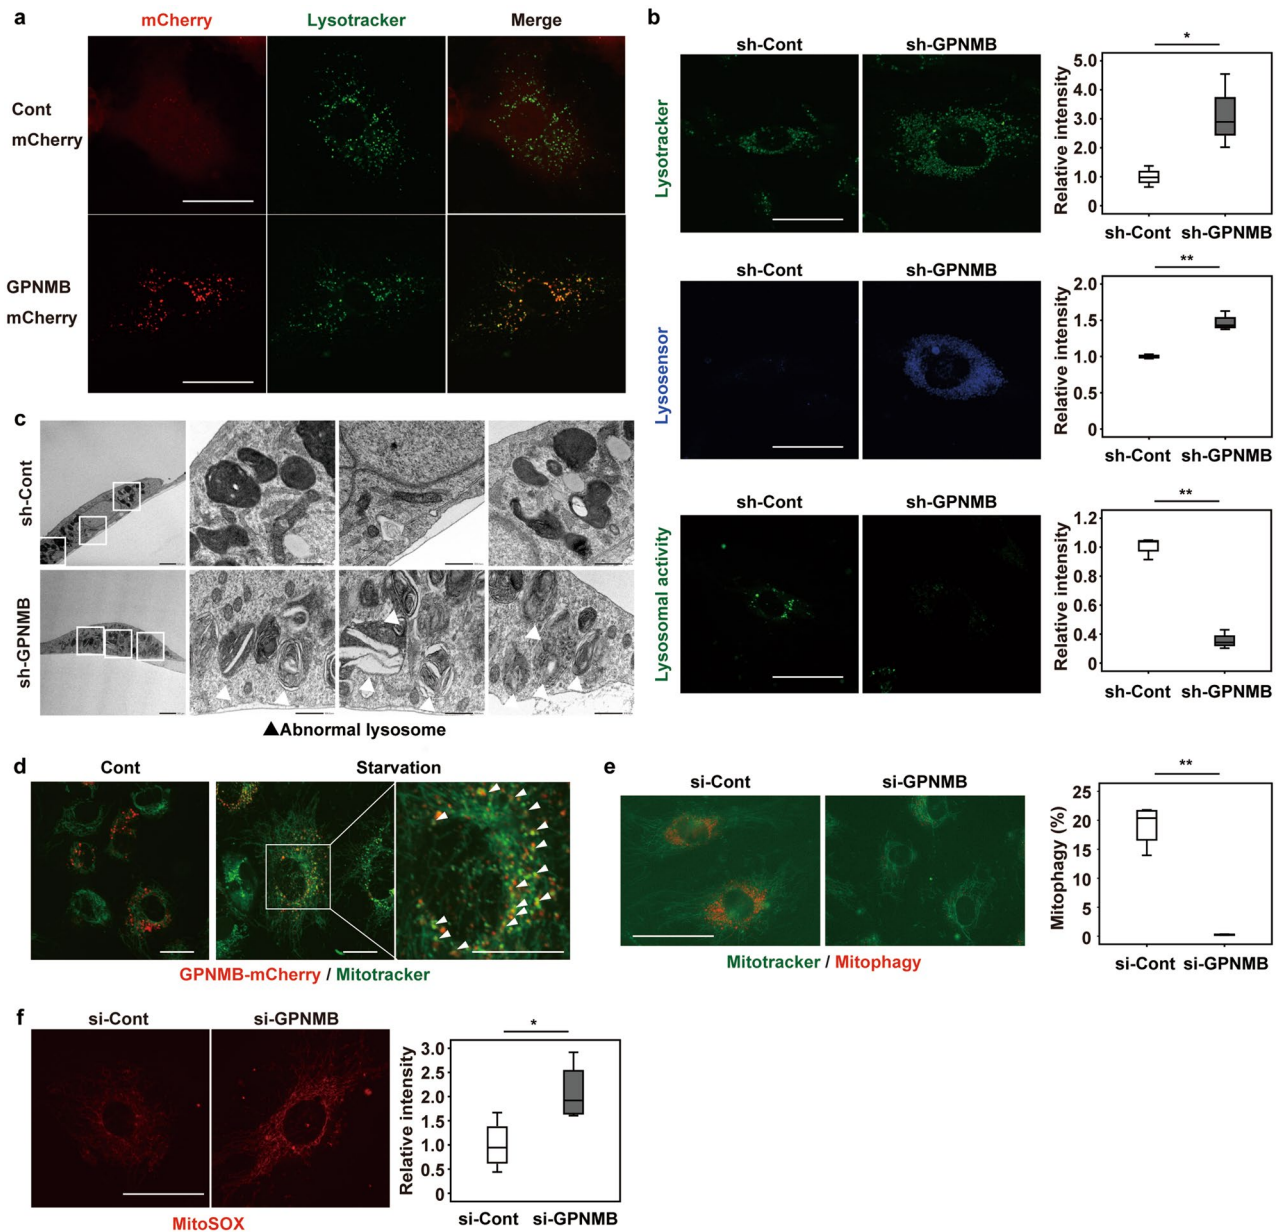 a
mCherry Lysotracker Merge
Cont
mCherry
GPNMB
mCherry
b
sh-Cont sh-GPNMB
Lysotracker
Relative intensity
*
5.0
4.0
3.0
2.0
1.0
0
sh-Cont sh-GPNMB
sh-Cont sh-GPNMB
Lysosensor
Relative intensity
**
2.0
1.5
1.0
0.5
0
sh-Cont sh-GPNMB
sh-Cont sh-GPNMB
Lysosomal activity
Relative intensity
**
1.2
1.0
0.8
0.4
0
sh-Cont sh-GPNMB
c
sh-Cont
sh-GPNMB
▲Abnormal lysosome
d
Cont Starvation
GPNMB-mCherry / Mitotracker
e
si-Cont si-GPNMB
Mitotracker / Mitophagy
Mitophagy (%)
**
25
20
15
10
5
0
si-Cont si-GPNMB
f
si-Cont si-GPNMB
MitoSOX
Relative intensity
*
3.0
2.5
2.0
1.5
1.0
0.5
0
si-Cont si-GPNMB